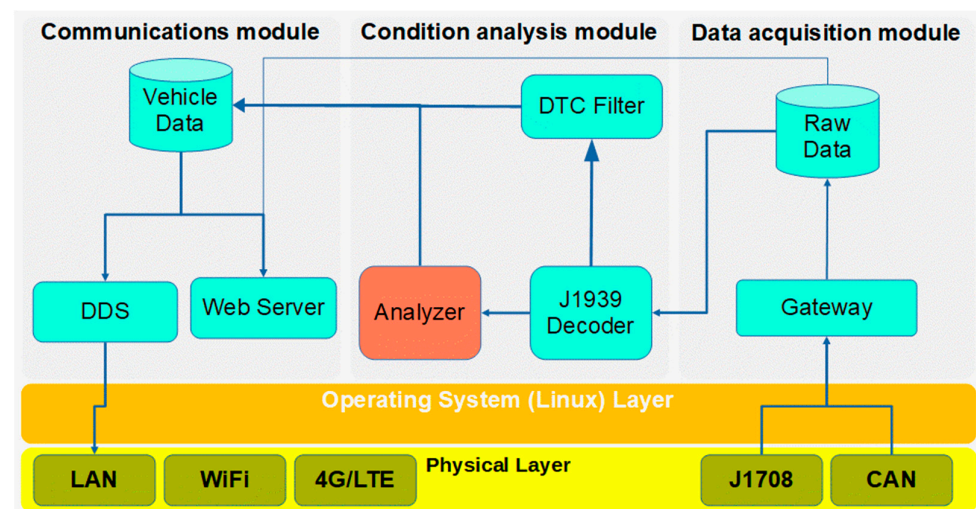 Communications module
Condition analysis module
Data acquisition module
Vehicle
Data
DTC Filter
Raw
Data
DDS
Web Server
Analyzer
J1939
Decoder
Gateway
Operating System (Linux) Layer
Physical Layer
LAN
WiFi
4G/LTE
J1708
CAN